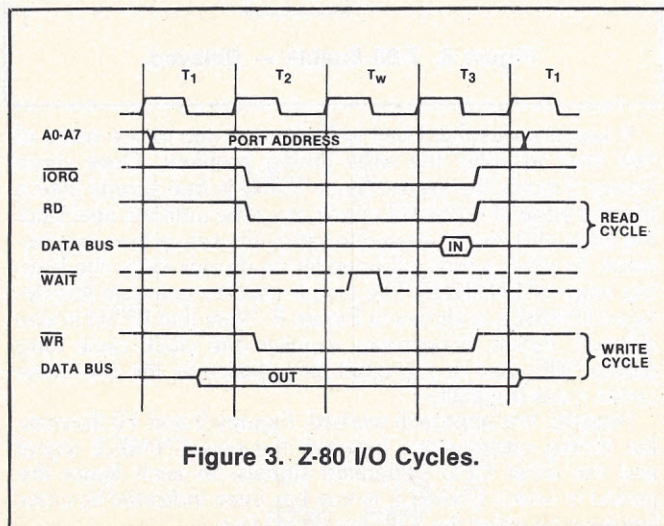 T1 T2 Tw T3 T1
A0-A7 PORT ADDRESS
IORQ
RD
READ
CYCLE
DATA BUS IN
WAIT
WR
WRITE
CYCLE
DATA BUS OUT
Figure 3. Z-80 I/O Cycles.